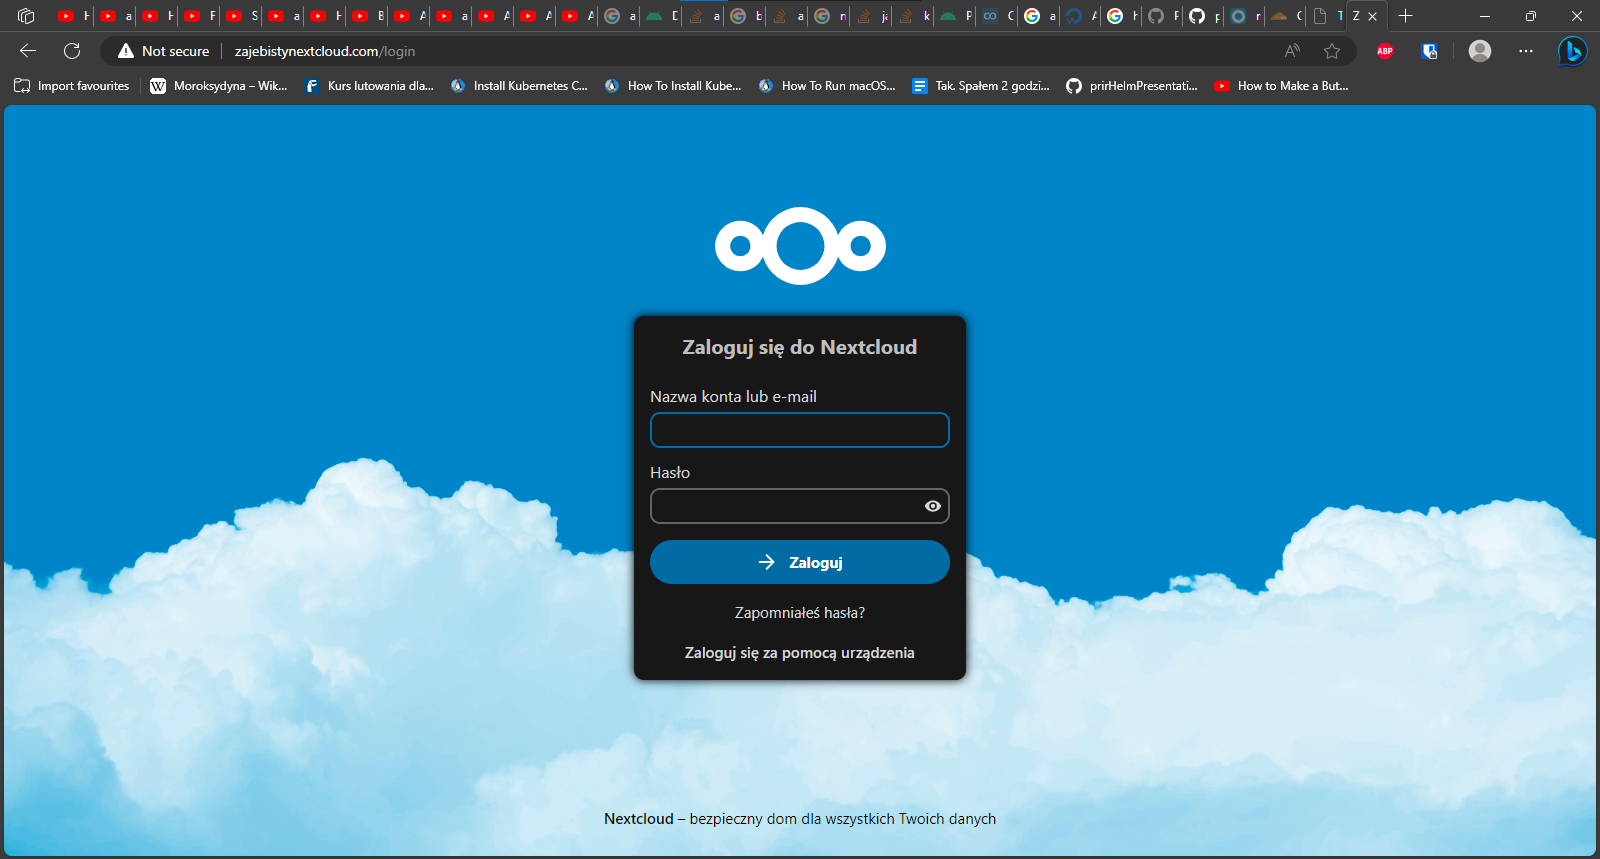 Not secure
zajebistynextcloud.com/login
Import favourites
Moroksydyna – Wik...
Kurs lutowania dla...
Install Kubernetes C...
How To Install Kube...
How To Run macOS...
Tak. Spałem 2 godzi...
prirHelmPresentati...
How to Make a But...
Zaloguj się do Nextcloud
Nazwa konta lub e-mail
Hasło
Zaloguj
Zapomniałeś hasła?
Zaloguj się za pomocą urządzenia
Nextcloud – bezpieczny dom dla wszystkich Twoich danych